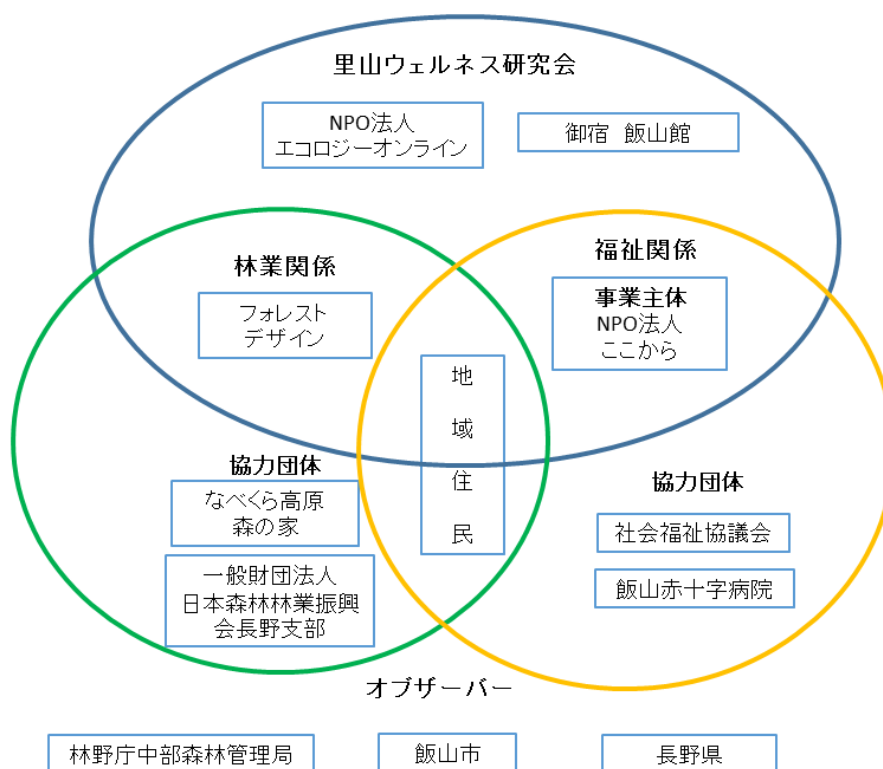 里山ウェルネス研究会
NPO法人
エコロジーオンライン
御宿 飯山館
林業関係
フォレスト
デザイン
福祉関係
事業主体
NPO法人
ここから
地
域
住
民
協力団体
なべくら高原
森の家
一般財団法人
日本森林林業振興
会長野支部
協力団体
社会福祉協議会
飯山赤十字病院
オブザーバー
林野庁中部森林管理局
飯山市
長野県